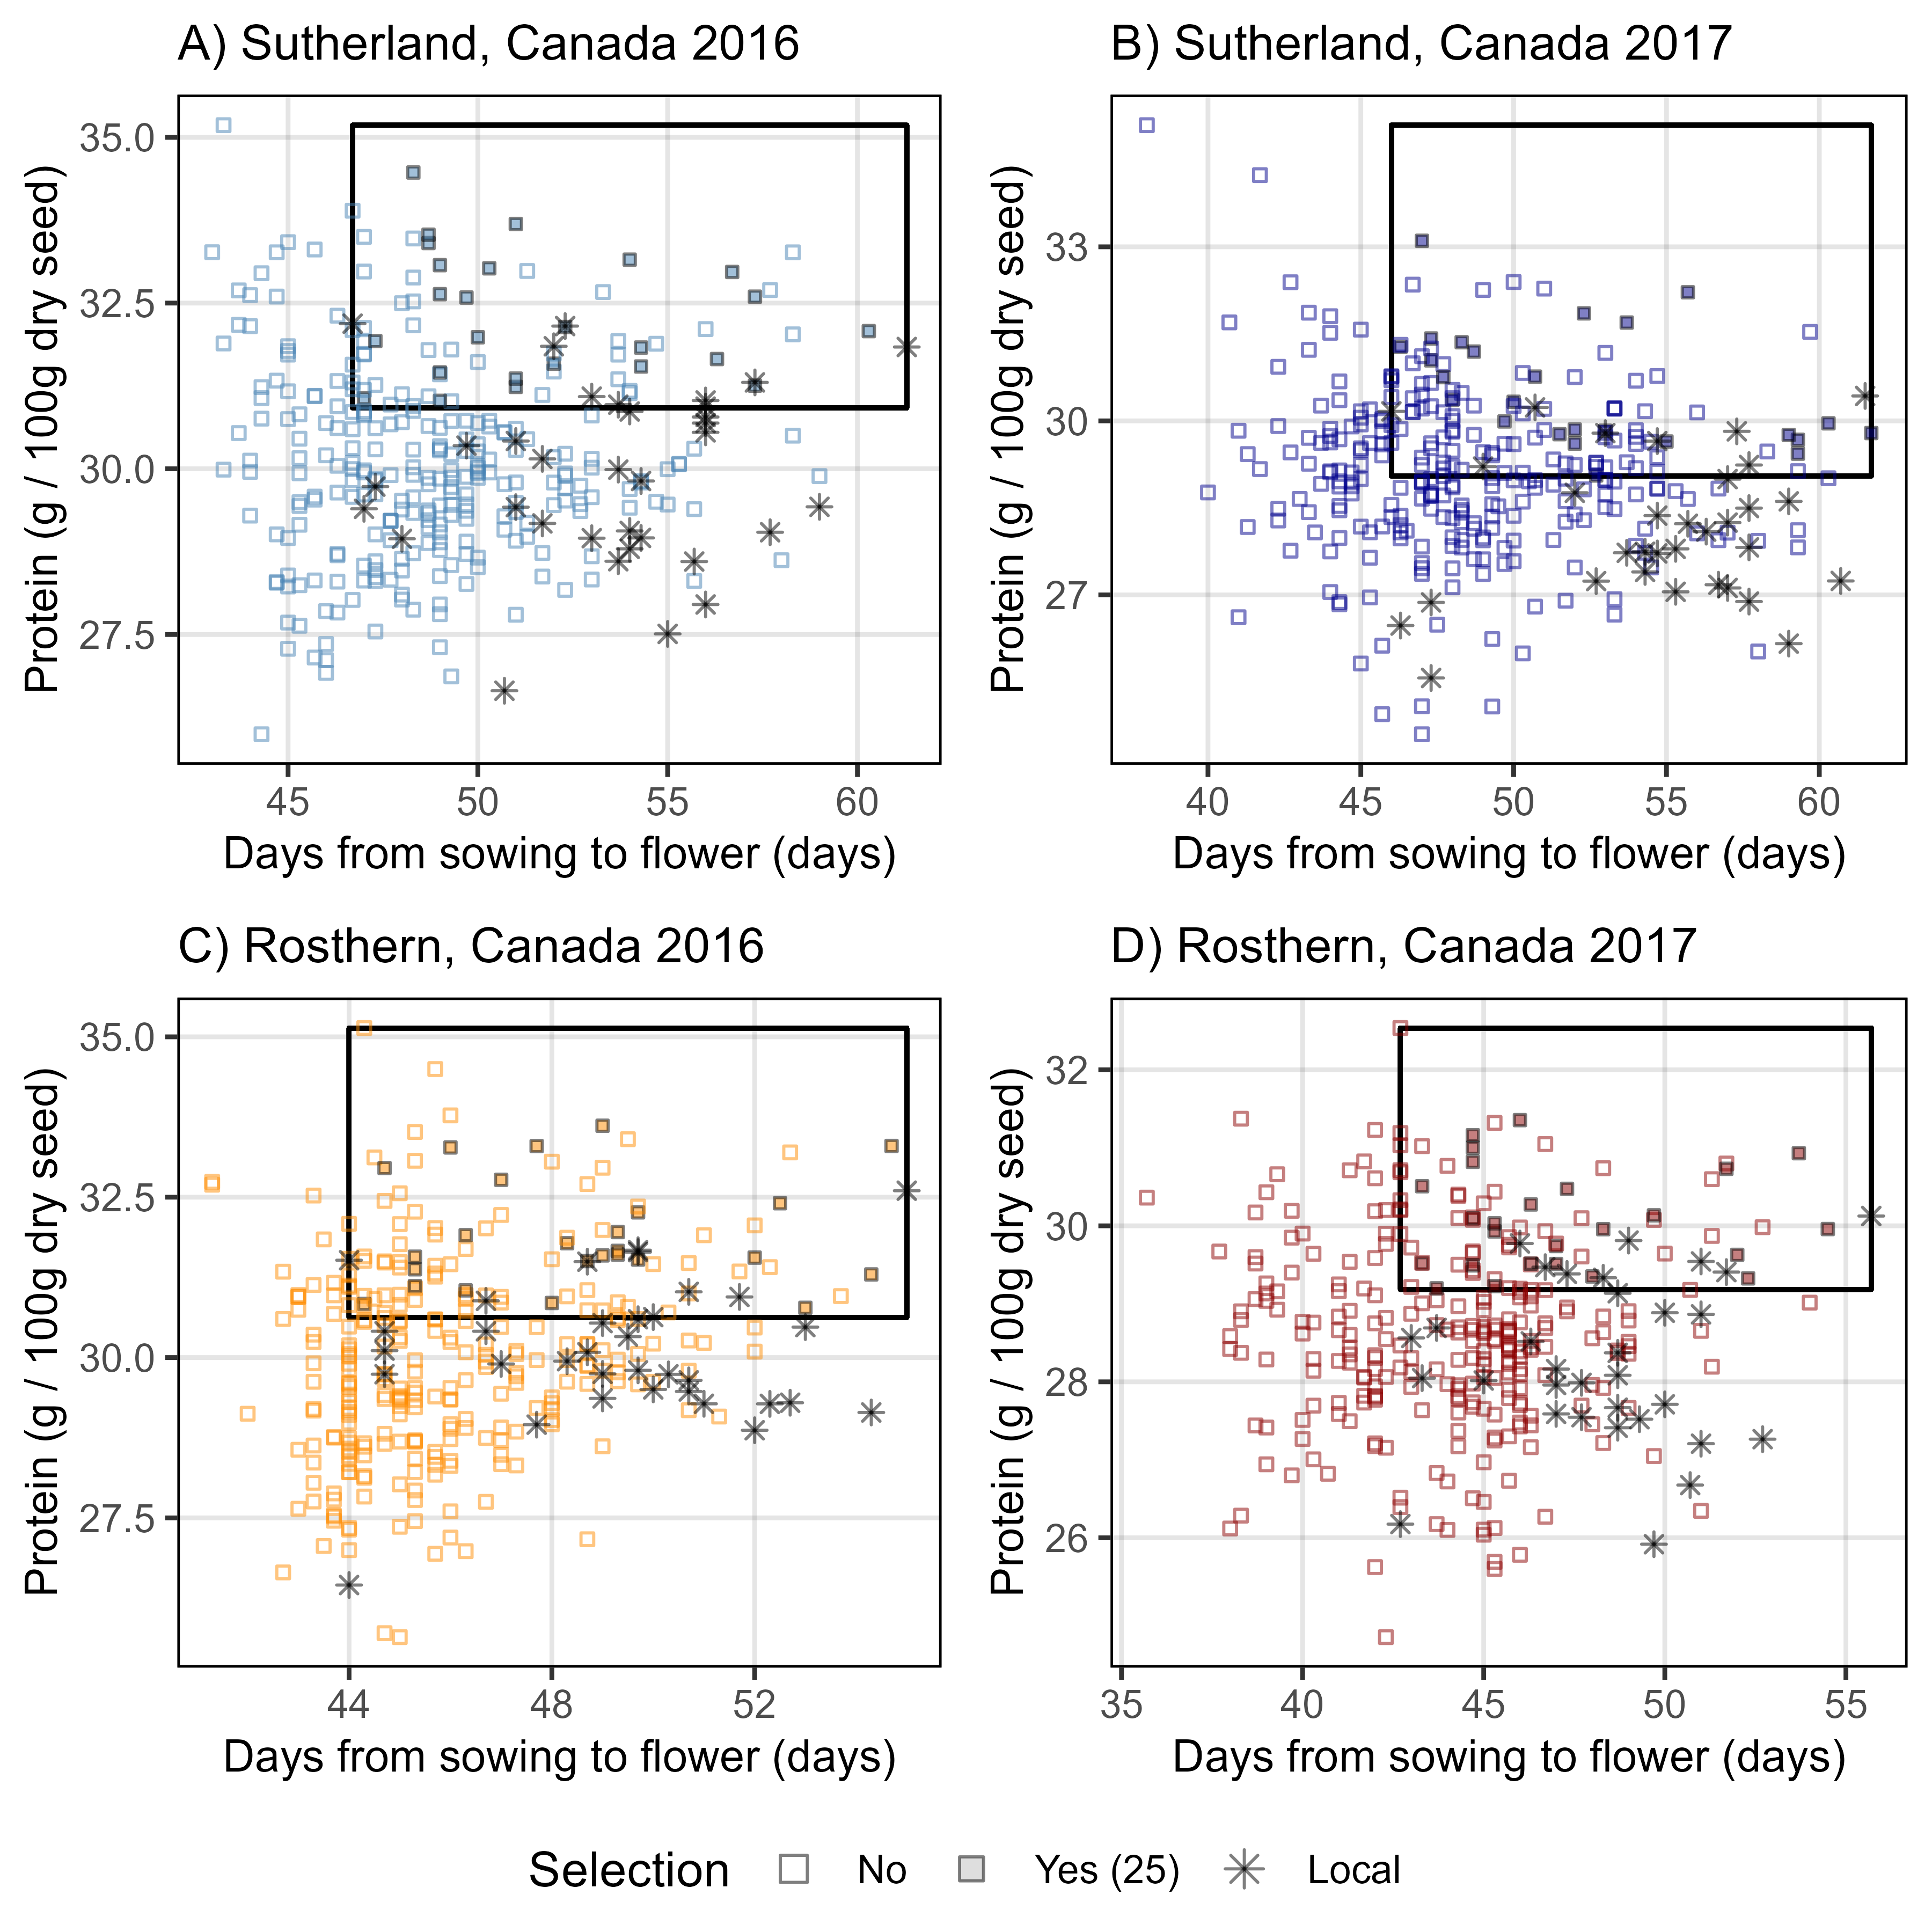 A) Sutherland, Canada 2016
Protein (g / 100g dry seed)
35.0
32.5
30.0
27.5
45 50 55 60
Days from sowing to flower (days)
B) Sutherland, Canada 2017
Protein (g / 100g dry seed)
33
30
27
40 45 50 55 60
Days from sowing to flower (days)
C) Rosthern, Canada 2016
Protein (g / 100g dry seed)
35.0
32.5
30.0
27.5
44 48 52
Days from sowing to flower (days)
D) Rosthern, Canada 2017
Protein (g / 100g dry seed)
32
30
28
26
35 40 45 50 55
Days from sowing to flower (days)
Selection No Yes (25) Local